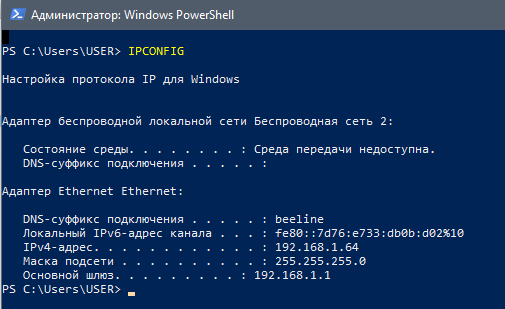 Администратор: Windows PowerShell
PS C:\Users\USER> IPCONFIG
Настройка протокола IP для Windows
Адаптер беспроводной локальной сети Беспроводная сеть 2:
Состояние среды. . . . . . . . : Среда передачи недоступна.
DNS-суффикс подключения . . . . . :
Адаптер Ethernet Ethernet:
DNS-суффикс подключения . . . . . : beeline
Локальный IPv6-адрес канала . . . : fe80::7d76:e733:db0b:d02%10
IPv4-адрес. . . . . . . . . . . . : 192.168.1.64
Маска подсети . . . . . . . . . . : 255.255.255.0
Основной шлюз. . . . . . . . . : 192.168.1.1
PS C:\Users\USER>